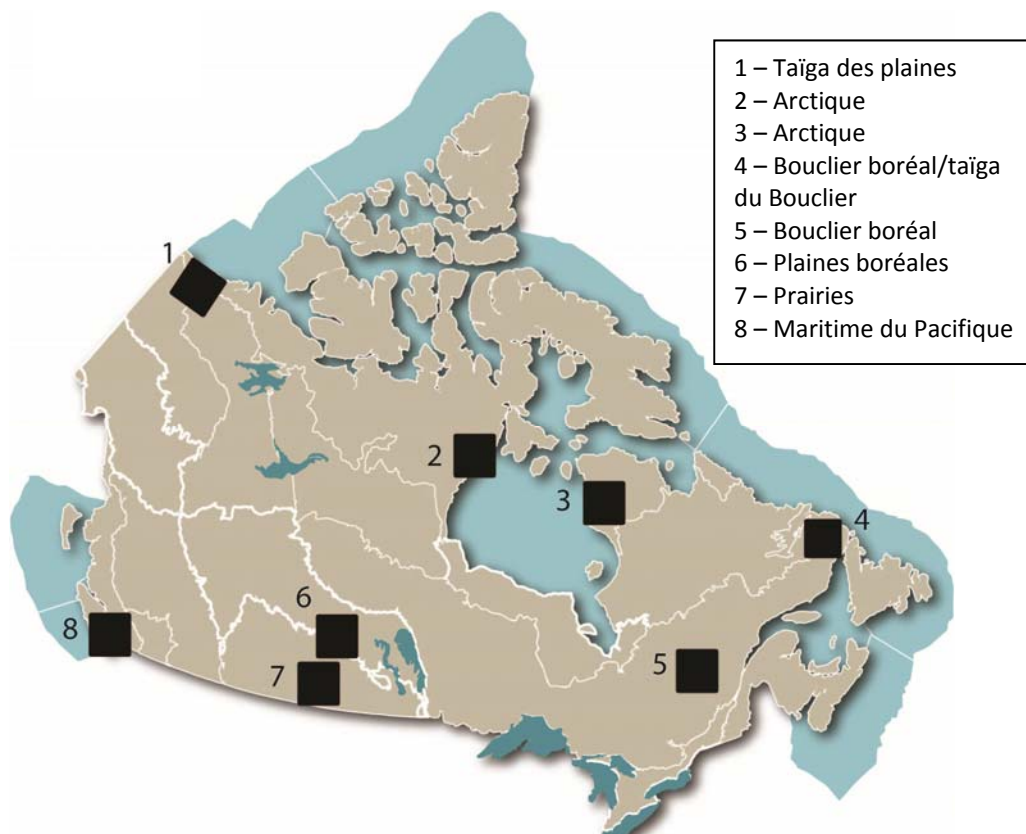 1 – Taïga des plaines
2 – Arctique
3 – Arctique
4 – Bouclier boréal/taïga
du Bouclier
5 – Bouclier boréal
6 – Plaines boréales
7 – Prairies
8 – Maritime du Pacifique
1
2
3
4
6
8
7
5